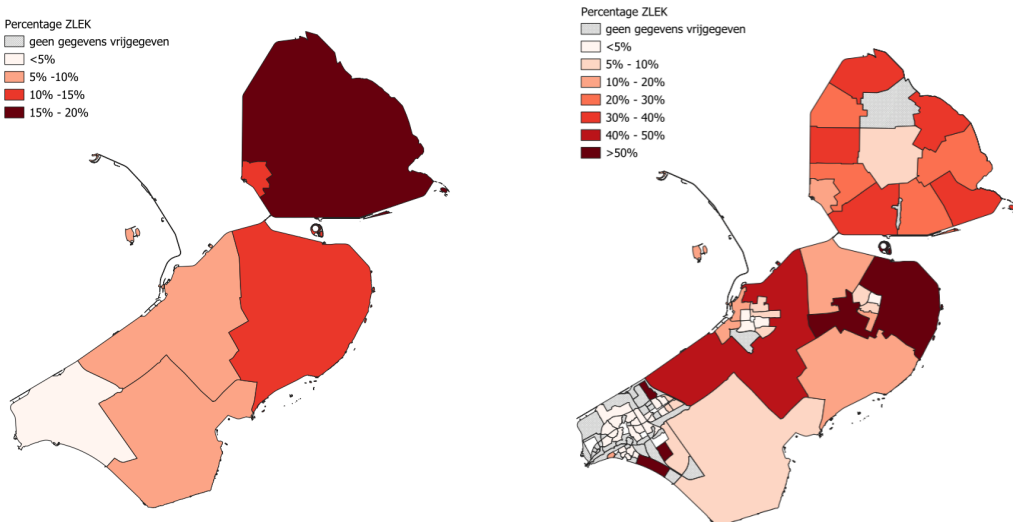 Percentage ZLEK
geen gegevens vrijgegeven
<5%
5% -10%
10% -15%
15% - 20%
Percentage ZLEK
geen gegevens vrijgegeven
<5%
5% - 10%
10% - 20%
20% - 30%
30% - 40%
40% - 50%
>50%